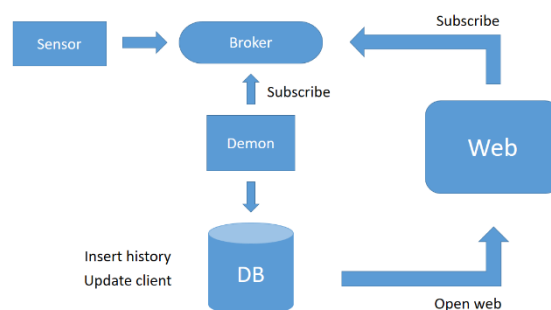 Subscribe
Sensor
Broker
Subscribe
Demon
Web
Insert history
Update client
DB
Open web